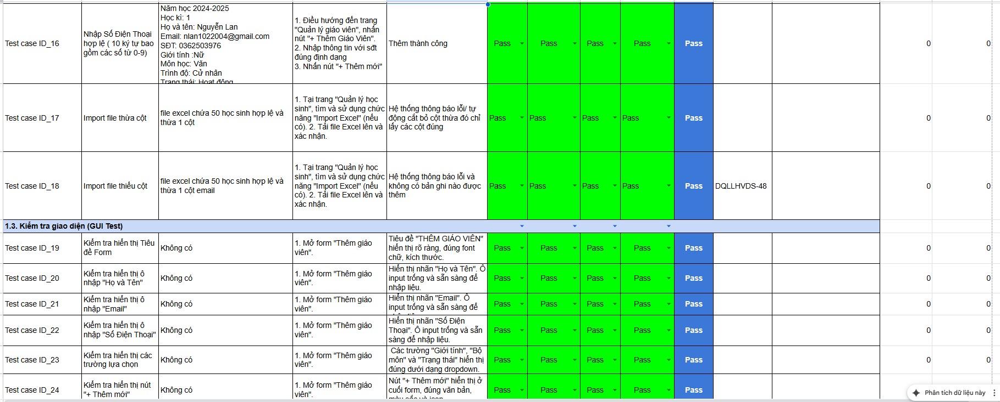 Test case ID_16
Nhập Số Điện Thoại
hợp lệ ( 10 ký tự bao
gồm các số từ 0-9)
Năm học 2024-2025
Học kì: 1
Họ và tên: Nguyễn Lan
Email: nlan1022004@gmail.com
SĐT: 0362503976
Giới tính :Nữ
Môn học: Văn
Trình độ: Cử nhân
Trạng thái: Hoạt động
1. Điều hướng đến trang
"Quản lý giáo viên", nhấn
nút "+ Thêm Giáo Viên".
2. Nhập thông tin với sđt
đúng định dạng
3. Nhấn nút "+ Thêm mới"
Thêm thành công
Pass
Pass
Pass
Pass
Pass
0
0
Test case ID_17
Import file thừa cột
file excel chứa 50 học sinh hợp lệ và
thừa 1 cột
1. Tại trang "Quản lý học
sinh", tìm và sử dụng chức
năng "Import Excel" (nếu
có). 2. Tải file Excel lên và
xác nhận.
Hệ thống thông báo lỗi/ tự
động cắt bỏ cột thừa đó chỉ
lấy các cột đúng
Pass
Pass
Pass
Pass
Pass
0
0
Test case ID_18
Import file thiếu cột
file excel chứa 50 học sinh hợp lệ và
thừa 1 cột email
1. Tại trang "Quản lý học
sinh", tìm và sử dụng chức
năng "Import Excel" (nếu
có). 2. Tải file Excel lên và
xác nhận.
Hệ thống thông báo lỗi và
không có bản ghi nào được
thêm
Pass
Pass
Pass
Pass
Pass
DQLLHVDS-48
0
0
1.3. Kiểm tra giao diện (GUI Test)
Test case ID_19
Kiểm tra hiển thị Tiêu
đề Form
Không có
1. Mở form "Thêm giáo
viên".
Tiêu đề "THÊM GIÁO VIÊN"
hiển thị rõ ràng, đúng font
chữ, kích thước.
Pass
Pass
Pass
Pass
Pass
0
0
Test case ID_20
Kiểm tra hiển thị ô
nhập "Họ và Tên"
Không có
1. Mở form "Thêm giáo
viên".
Hiển thị nhãn "Họ và Tên". Ô
input trống và sẵn sàng để
nhập liệu.
Pass
Pass
Pass
Pass
Pass
0
0
Test case ID_21
Kiểm tra hiển thị ô
nhập "Email"
Không có
1. Mở form "Thêm giáo
viên".
Hiển thị nhãn "Email". Ô
input trống và sẵn sàng để
Pass
Pass
Pass
Pass
Pass
0
0
Test case ID_22
Kiểm tra hiển thị ô
nhập "Số Điện Thoại"
Không có
1. Mở form "Thêm giáo
viên".
Hiển thị nhãn "Số Điện
Thoại". Ô input trống và sẵn
sàng để nhập liệu.
Pass
Pass
Pass
Pass
Pass
0
0
Test case ID_23
Kiểm tra hiển thị các
trường lựa chọn
Không có
1. Mở form "Thêm giáo
viên".
Các trường "Giới tính", "Bộ
môn" và "Trạng thái" hiển thị
đúng dưới dạng dropdown.
Pass
Pass
Pass
Pass
Pass
0
0
Test case ID_24
Kiểm tra hiển thị nút
"+ Thêm mới"
Không có
1. Mở form "Thêm giáo
viên".
Nút "+ Thêm mới" hiển thị ở
cuối form, đúng văn bản,
màu sắc và icon
Pass
Pass
Pass
Pass
Pass
Phân tích dữ liệu này